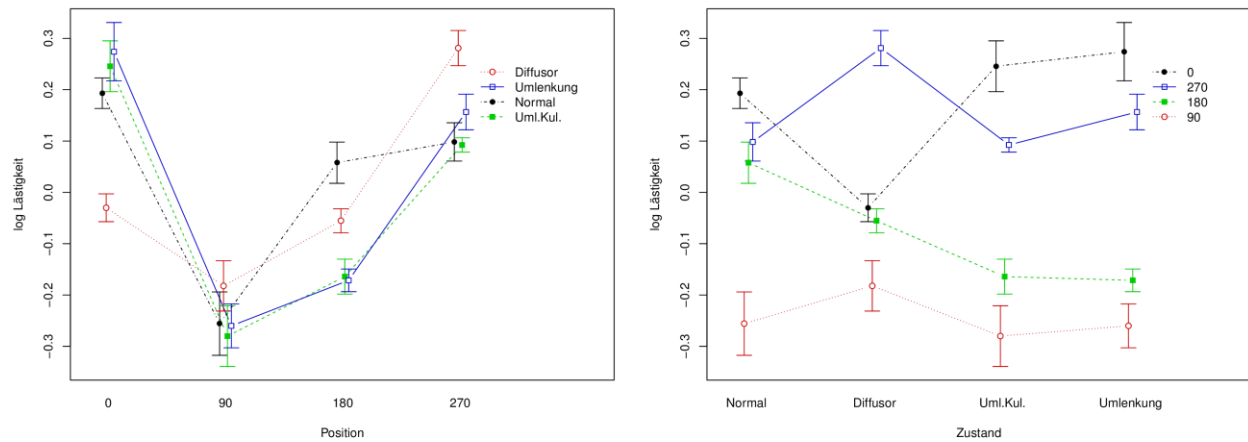 log Lästigkeit
0.3
0.2
0.1
0.0
−0.1
−0.2
−0.3
Diffusor
Umlenkung
Normal
Uml.Kul.
0 90 180 270
Position
log Lästigkeit
0.3
0.2
0.1
0.0
−0.1
−0.2
−0.3
0
270
180
90
Normal Diffusor Uml.Kul. Umlenkung
Zustand